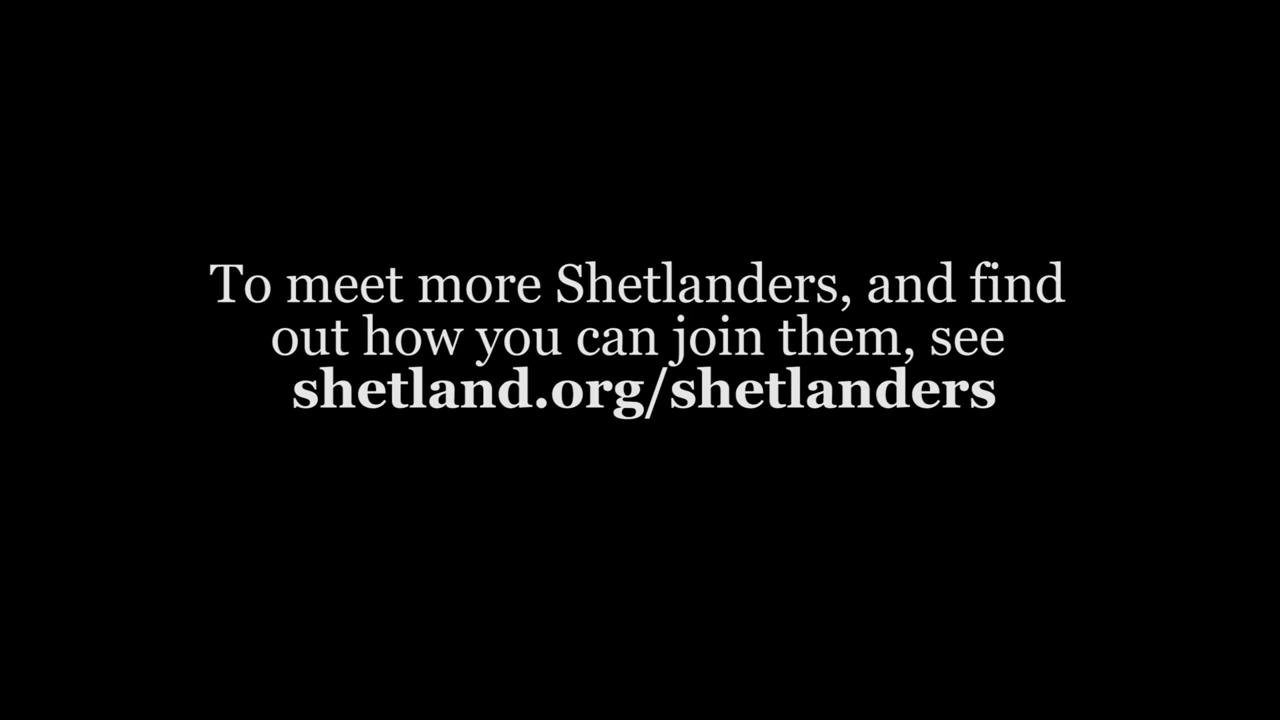 To meet more Shetlanders, and find
out how you can join them, see
shetland.org/shetlanders